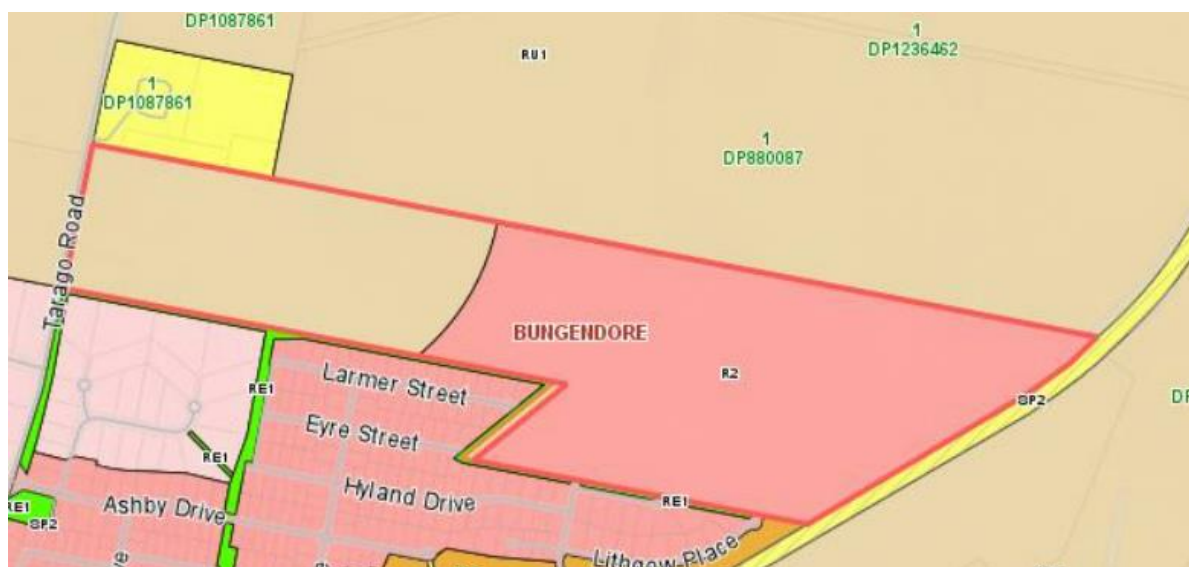 DP1087861
1
DP1236462
RU1
1
DP1087861
1
DP880087
Tarago Road
BUNGENDORE
R2
Larmer Street
RE1
SP2
Eyre Street
RE1
Hyland Drive
RE1
Ashby Drive
RE1
SP2
Lithgow Place